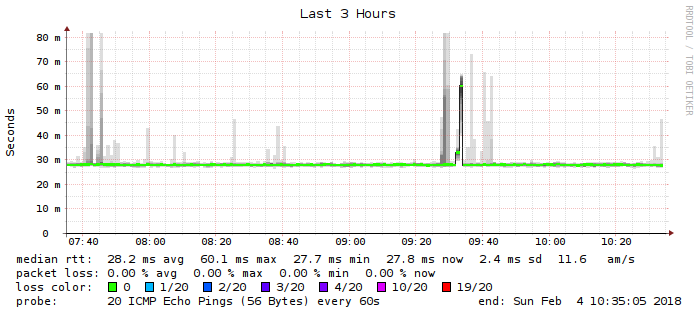 Last 3 Hours
RRDTOOL / TOBI OETIKER
Seconds
80 m
70 m
60 m
50 m
40 m
30 m
20 m
10 m
0
07:40 08:00 08:20 08:40 09:00 09:20 09:40 10:00 10:20
median rtt: 28.2 ms avg 60.1 ms max 27.7 ms min 27.8 ms now 2.4 ms sd 11.6 am/s
packet loss: 0.00 % avg 0.00 % max 0.00 % min 0.00 % now
loss color: 0 1/20 2/20 3/20 4/20 10/20 19/20
probe: 20 ICMP Echo Pings (56 Bytes) every 60s end: Sun Feb 4 10:35:05 2018